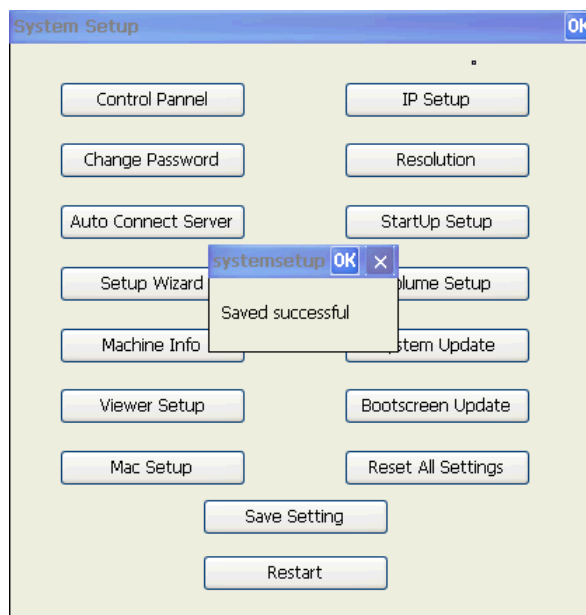 System Setup OK
Control Pannel IP Setup
Change Password Resolution
Auto Connect Server StartUp Setup
systemsetup OK ×
Setup Wizard olume Setup
Saved successful
Machine Info stem Update
Viewer Setup Bootscreen Update
Mac Setup Reset All Settings
Save Setting
Restart